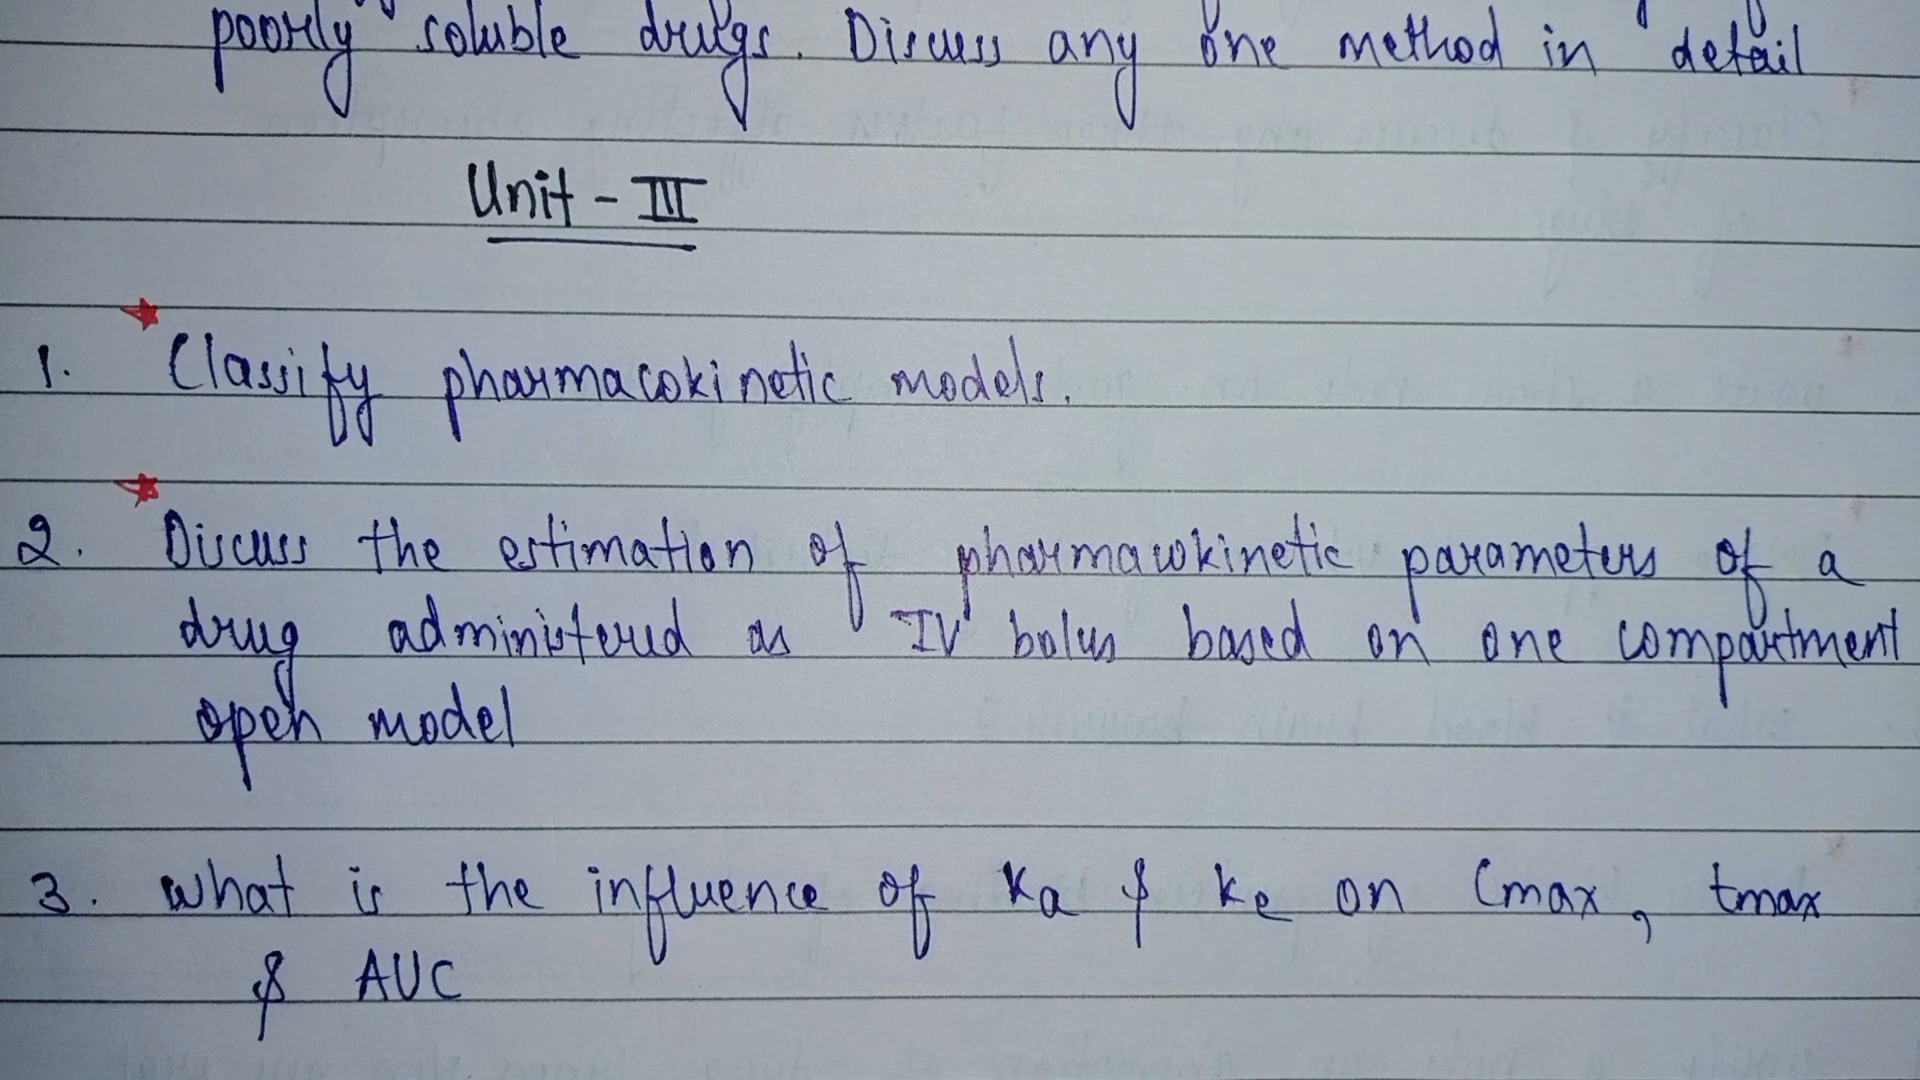 poorly soluble drugs. Discuss any one method in detail
Unit - III
1. Classify pharmacokinetic models.
2. Discuss the estimation of pharmacokinetic parameters of a
drug administered as IV bolus based on one compartment
open model
3. What is the influence of Ka & Ke on Cmax, tmax
& AUC